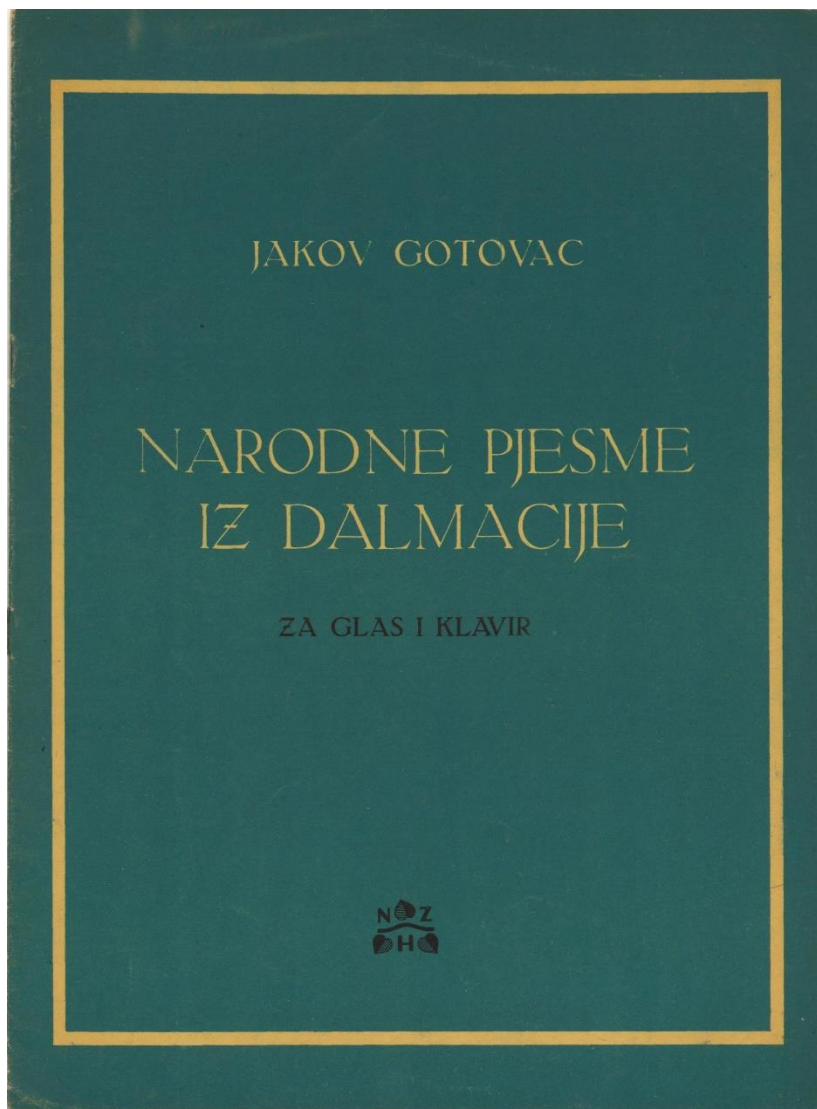 JAKOV GOTOVAC
NARODNE PJESME
IZ DALMACIJE
ZA GLAS I KLAVIR
N Z
H